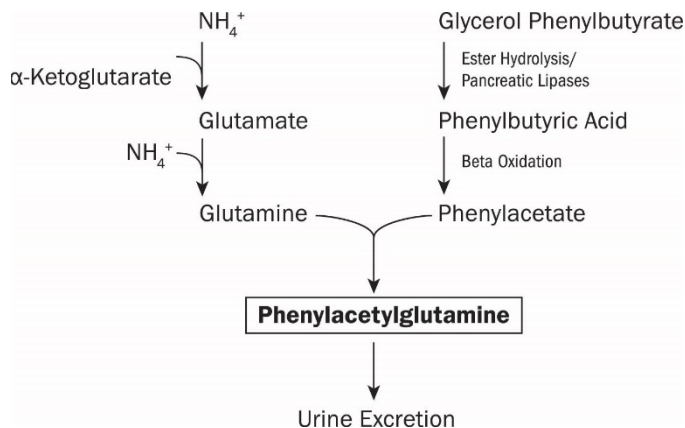 NH₄⁺
Glycerol Phenylbutyrate
α-Ketoglutarate
Ester Hydrolysis/
Pancreatic Lipases
Glutamate
Phenylbutyric Acid
NH₄⁺
Beta Oxidation
Glutamine
Phenylacetate
Phenylacetylglutamine
Urine Excretion